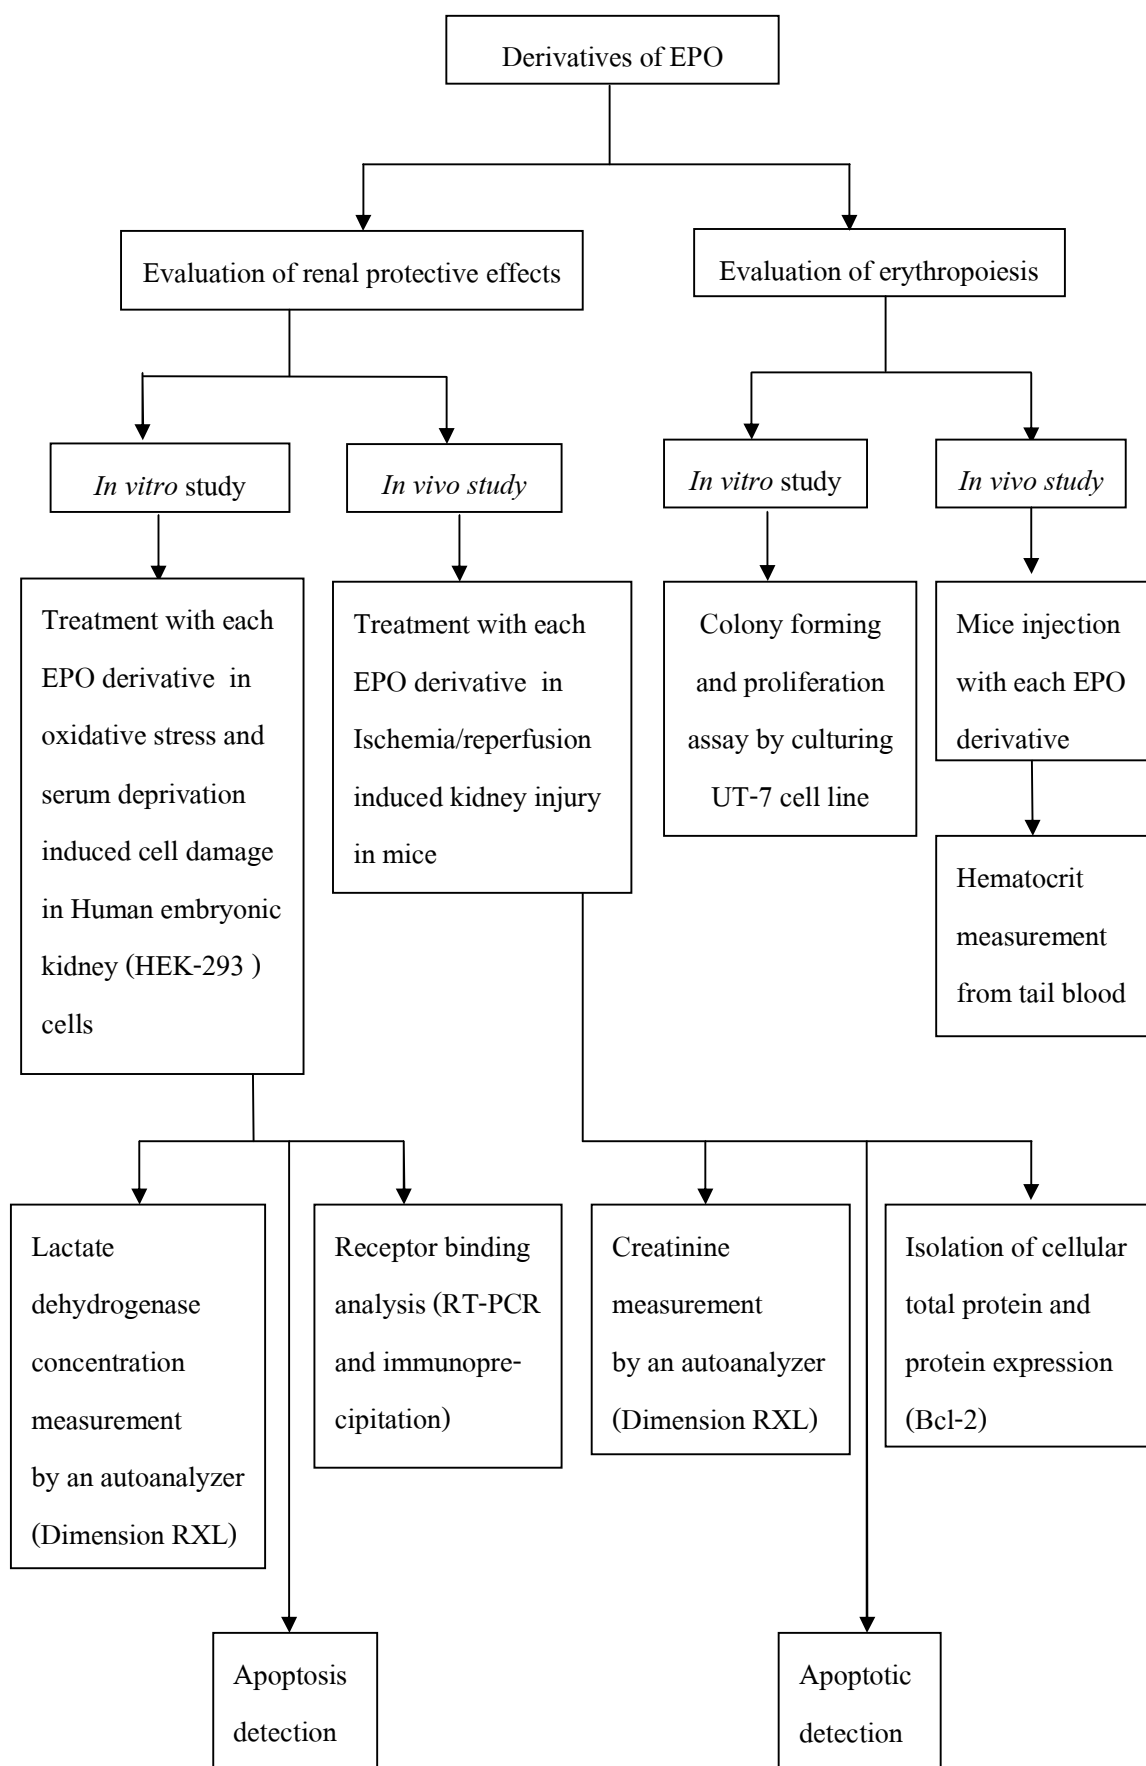 Derivatives of EPO
Evaluation of renal protective effects
Evaluation of erythropoiesis
In vitro study
In vivo study
In vitro study
In vivo study
Treatment with each
EPO derivative in
oxidative stress and
serum deprivation
induced cell damage
in Human embryonic
kidney (HEK-293 )
cells
Treatment with each
EPO derivative in
Ischemia/reperfusion
induced kidney injury
in mice
Colony forming
and proliferation
assay by culturing
UT-7 cell line
Mice injection
with each EPO
derivative
Hematocrit
measurement
from tail blood
Lactate
dehydrogenase
concentration
measurement
by an autoanalyzer
(Dimension RXL)
Receptor binding
analysis (RT-PCR
and immunopre-
cipitation)
Creatinine
measurement
by an autoanalyzer
(Dimension RXL)
Isolation of cellular
total protein and
protein expression
(Bcl-2)
Apoptosis
detection
Apoptotic
detection